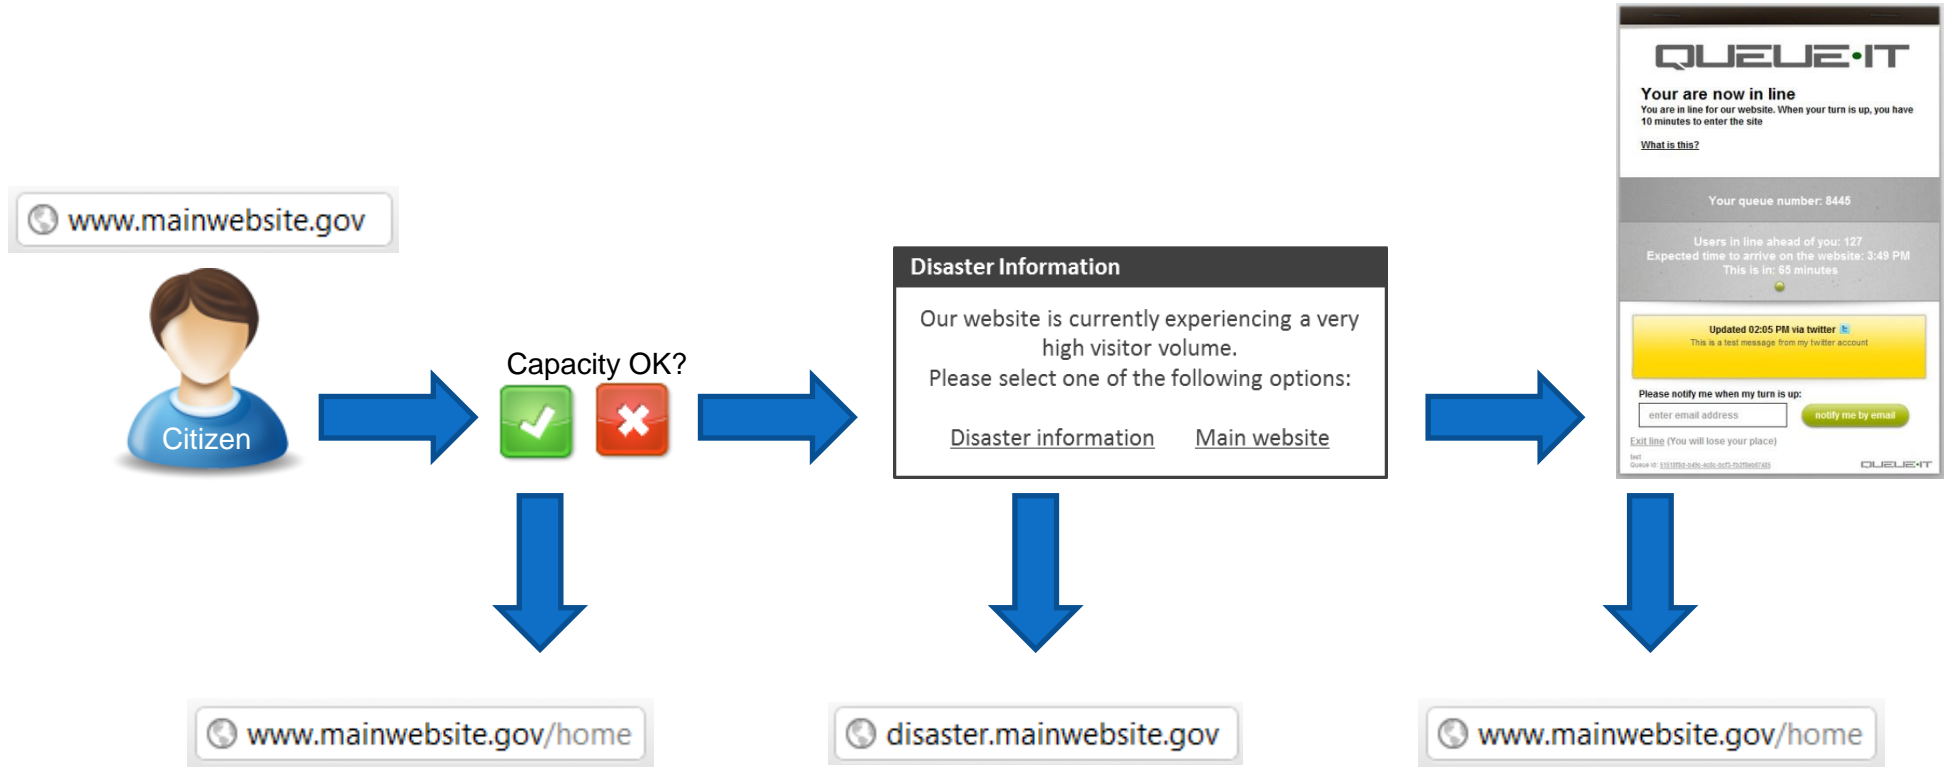 www.mainwebsite.gov
Citizen
Capacity OK?
Disaster Information
Our website is currently experiencing a very
high visitor volume.
Please select one of the following options:
Disaster information Main website
QUEUE·IT
Your are now in line
You are in line for our website. When your turn is up, you have
10 minutes to enter the site
What is this?
Your queue number: 8445
Users in line ahead of you: 127
Expected time to arrive on the website: 3:49 PM
This is in: 65 minutes
Updated 02:05 PM via twitter
This is a test message from my twitter account
Please notify me when my turn is up:
enter email address notify me by email
Exit line (You will lose your place)
test
Queue id:
QUEUE·IT
www.mainwebsite.gov/home
disaster.mainwebsite.gov
www.mainwebsite.gov/home